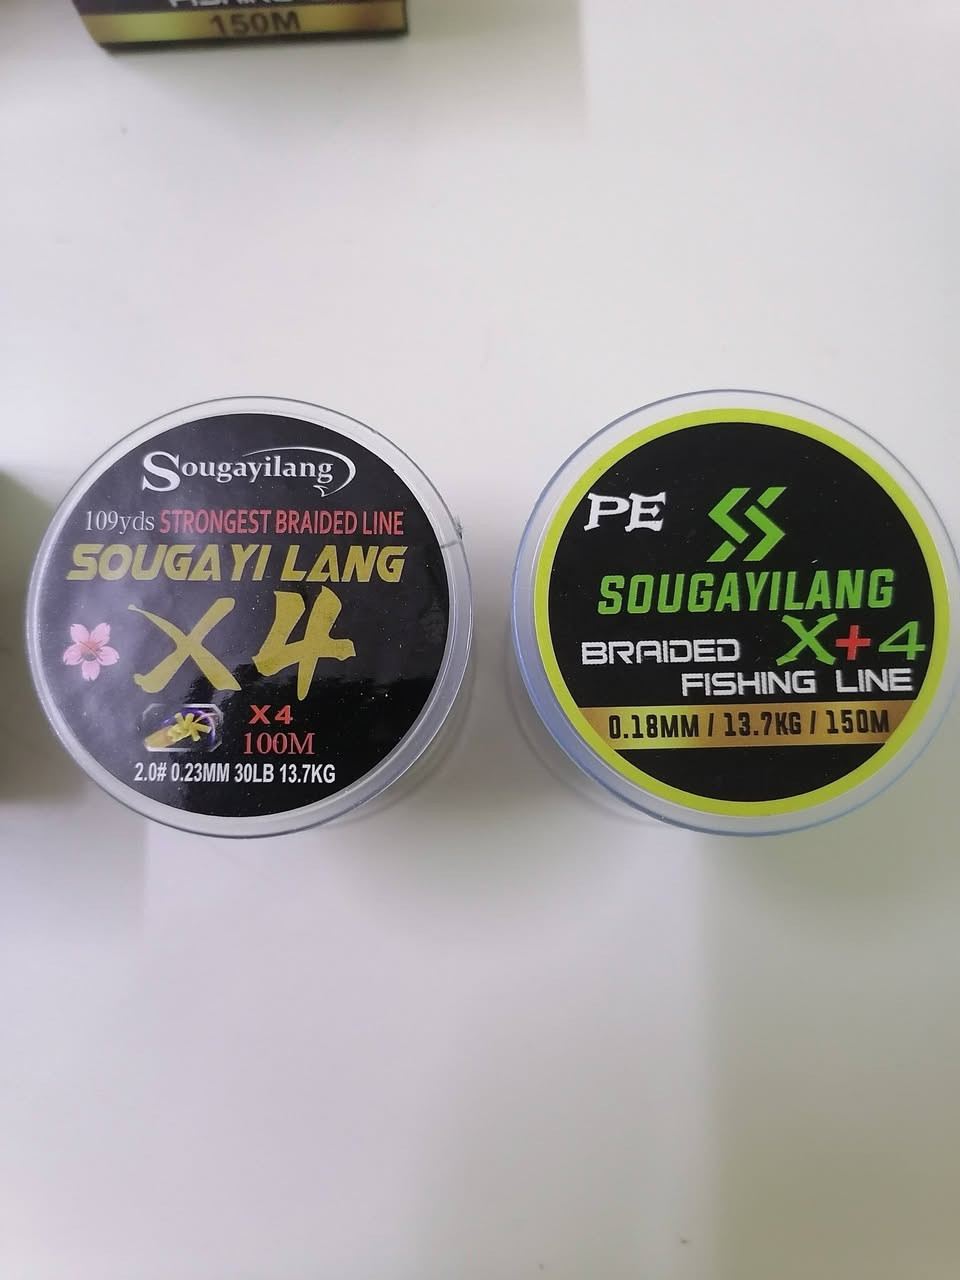 150M
Sougayilang
109yds STRONGEST BRAIDED LINE
SOUGAYI LANG
X4
X4
100M
2.0# 0.23MM 30LB 13.7KG
PE
SOUGAYILANG
BRAIDED X+4
FISHING LINE
0.18MM / 13.7KG / 150M